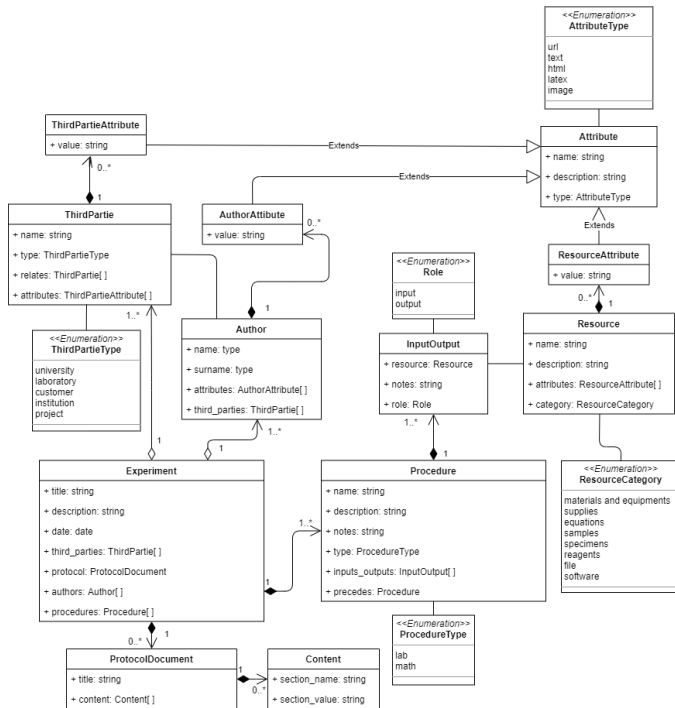 <<Enumeration>>
AttributeType
url
text
html
latex
image
ThirdPartieAttribute
+ value: string
Extends
Attribute
+ name: string
+ description: string
+ type: AttributeType
0..*
1
Extends
ThirdPartie
+ name: string
+ type: ThirdPartieType
+ relates: ThirdPartie[ ]
+ attributes: ThirdPartieAttribute[ ]
AuthorAttibute
+ value: string
0..*
Extends
ResourceAttribute
+ value: string
<<Enumeration>>
Role
input
output
0..*
1
1..*
1
<<Enumeration>>
ThirdPartieType
university
laboratory
customer
institution
project
Author
+ name: type
+ surname: type
+ attributes: AuthorAttribute[ ]
+ third_parties: ThirdPartie[ ]
InputOutput
+ resource: Resource
+ notes: string
+ role: Role
Resource
+ name: string
+ description: string
+ attributes: ResourceAttribute[ ]
+ category: ResourceCategory
1..*
1..*
1
1
1
Experiment
+ title: string
+ description: string
+ date: date
+ third_parties: ThirdPartie[ ]
+ protocol: ProtocolDocument
+ authors: Author[ ]
+ procedures: Procedure[ ]
1..*
1
Procedure
+ name: string
+ description: string
+ notes: string
+ type: ProcedureType
+ inputs_outputs: InputOutput[ ]
+ precedes: Procedure
<<Enumeration>>
ResourceCategory
materials and equipments
supplies
equations
samples
specimens
reagents
file
software
1
0..*
<<Enumeration>>
ProcedureType
lab
math
ProtocolDocument
+ title: string
+ content: Content[ ]
1
0..*
Content
+ section_name: string
+ section_value: string